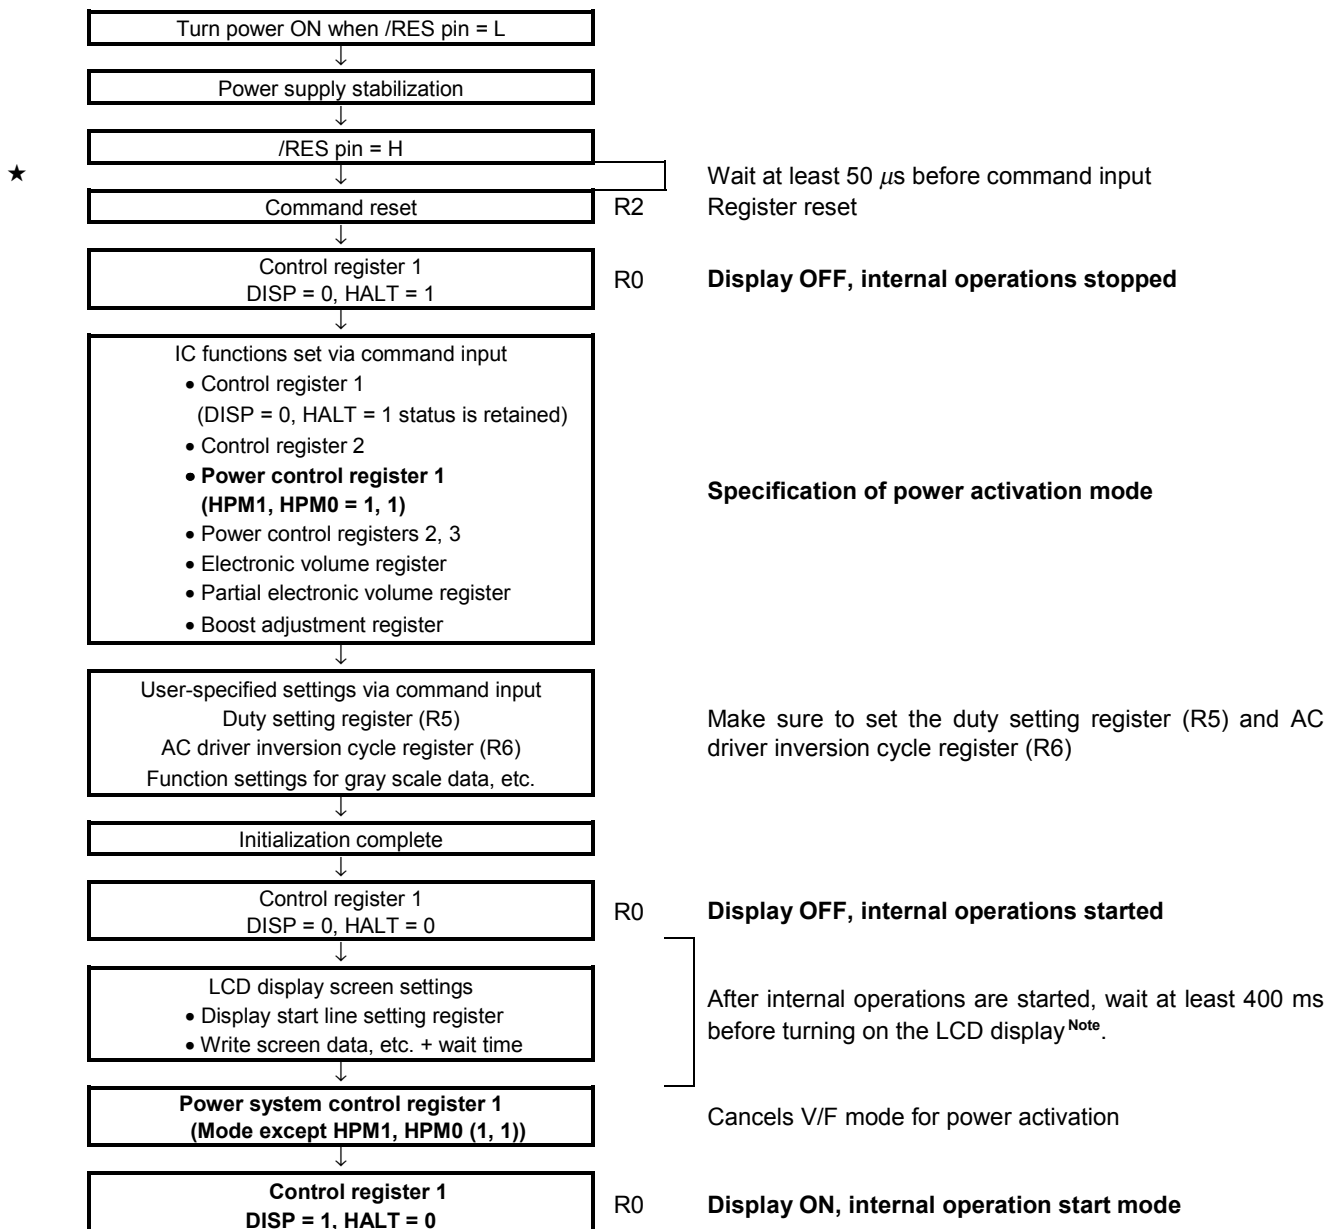 Turn power ON when /RES pin = L
↓
Power supply stabilization
↓
/RES pin = H
★ ↓ Wait at least 50 μs before command input
Command reset R2 Register reset
↓
Control register 1
DISP = 0, HALT = 1 R0 Display OFF, internal operations stopped
↓
IC functions set via command input
• Control register 1
(DISP = 0, HALT = 1 status is retained)
• Control register 2
• Power control register 1
(HPM1, HPM0 = 1, 1) Specification of power activation mode
• Power control registers 2, 3
• Electronic volume register
• Partial electronic volume register
• Boost adjustment register
↓
User-specified settings via command input
Duty setting register (R5)
AC driver inversion cycle register (R6)
Function settings for gray scale data, etc.
Make sure to set the duty setting register (R5) and AC
driver inversion cycle register (R6)
↓
Initialization complete
↓
Control register 1
DISP = 0, HALT = 0 R0 Display OFF, internal operations started
↓
LCD display screen settings
• Display start line setting register
• Write screen data, etc. + wait time
After internal operations are started, wait at least 400 ms
before turning on the LCD display Note.
↓
Power system control register 1
(Mode except HPM1, HPM0 (1, 1)) Cancels V/F mode for power activation
↓
Control register 1
DISP = 1, HALT = 0 R0 Display ON, internal operation start mode